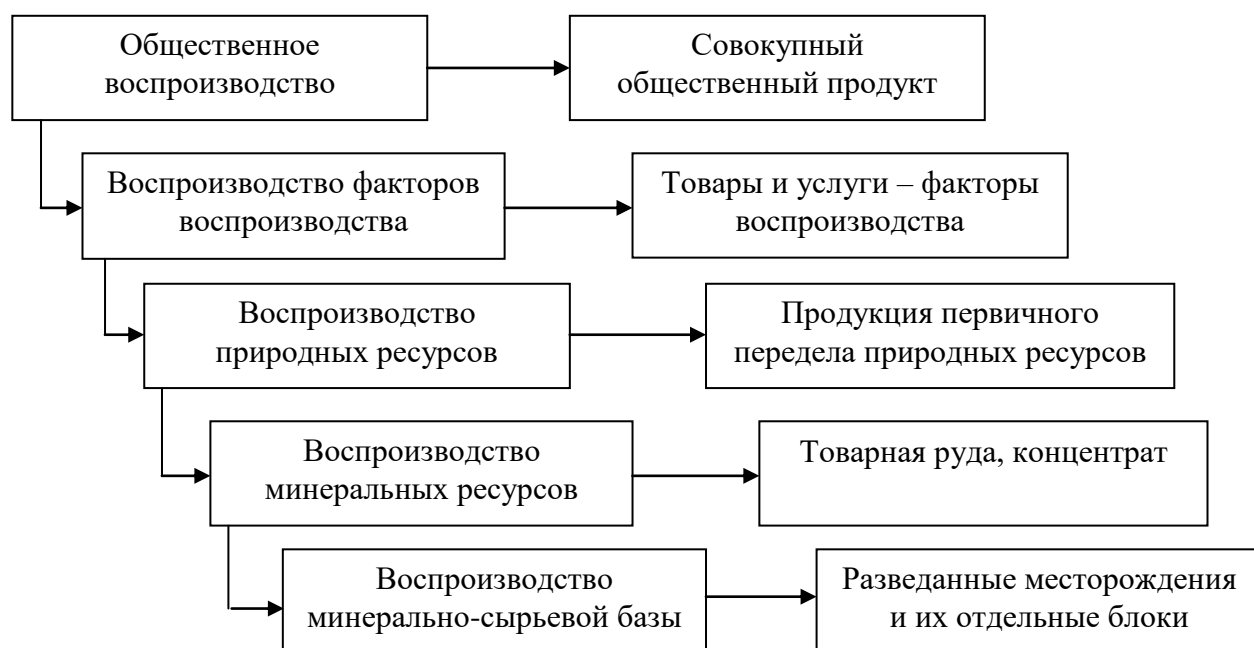 Общественное
воспроизводство
Совокупный
общественный продукт
Воспроизводство факторов
воспроизводства
Товары и услуги – факторы
воспроизводства
Воспроизводство
природных ресурсов
Продукция первичного
передела природных ресурсов
Воспроизводство
минеральных ресурсов
Товарная руда, концентрат
Воспроизводство
минерально-сырьевой базы
Разведанные месторождения
и их отдельные блоки